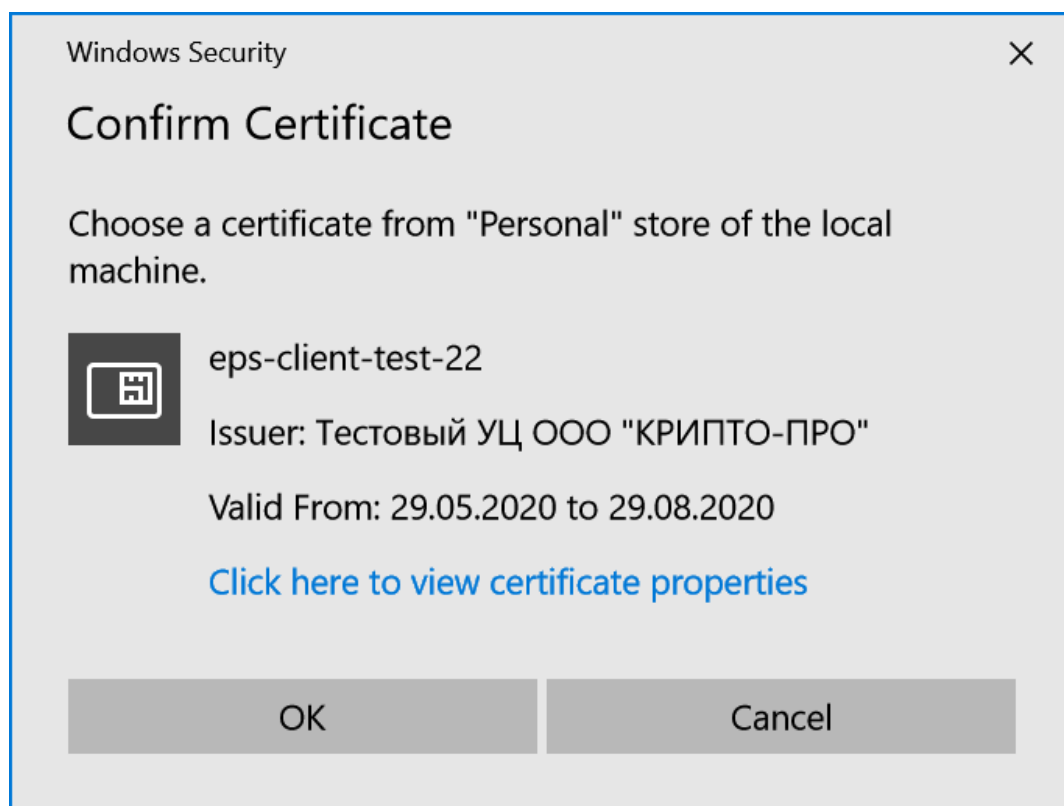 Windows Security
Confirm Certificate
Choose a certificate from "Personal" store of the local
machine.
eps-client-test-22
Issuer: Тестовый УЦ ООО "КРИПТО-ПРО"
Valid From: 29.05.2020 to 29.08.2020
Click here to view certificate properties
OK
Cancel